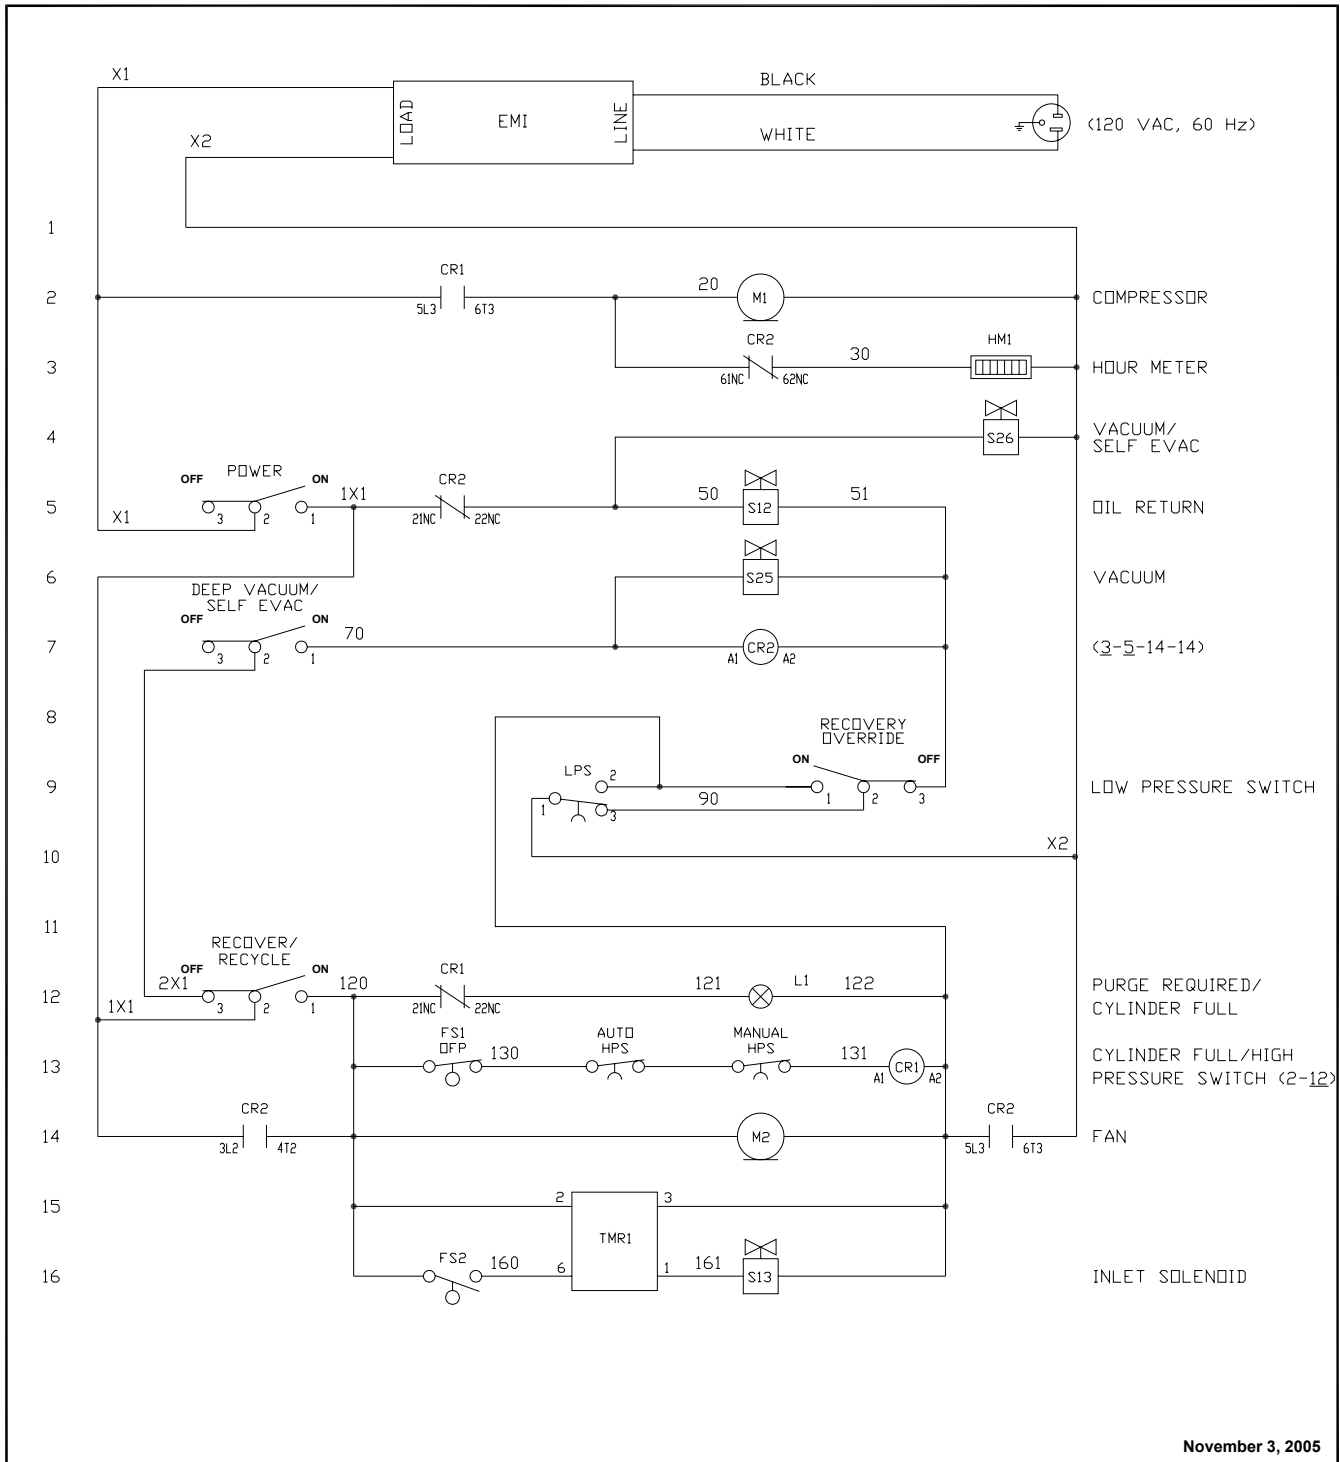 X1
BLACK
LOAD
EMI
LINE
(120 VAC, 60 Hz)
X2
WHITE
1
CR1
2
5L3
6T3
20
M1
COMPRESSOR
CR2
HM1
3
61NC
62NC
30
HOUR METER
4
S26
VACUUM/
SELF EVAC
OFF
POWER
ON
CR2
5
X1
3
2
1
1X1
21NC
22NC
50
S12
51
OIL RETURN
6
S25
VACUUM
DEEP VACUUM/
SELF EVAC
OFF
ON
7
3
2
1
70
A1
CR2
A2
(3-5-14-14)
8
RECOVERY
OVERRIDE
ON
OFF
9
LPS
2
1
3
90
1
2
3
LOW PRESSURE SWITCH
10
X2
11
RECOVER/
RECYCLE
OFF
ON
CR1
12
2X1
1X1
3
2
1
120
21NC
22NC
121
L1
122
PURGE REQUIRED/
CYLINDER FULL
FS1
OFP
AUTO
HPS
MANUAL
HPS
13
130
131
A1
CR1
A2
CYLINDER FULL/HIGH
PRESSURE SWITCH (2-12)
CR2
CR2
14
3L2
4T2
M2
5L3
6T3
FAN
15
2
3
TMR1
16
FS2
160
6
1
161
S13
INLET SOLENOID
November 3, 2005